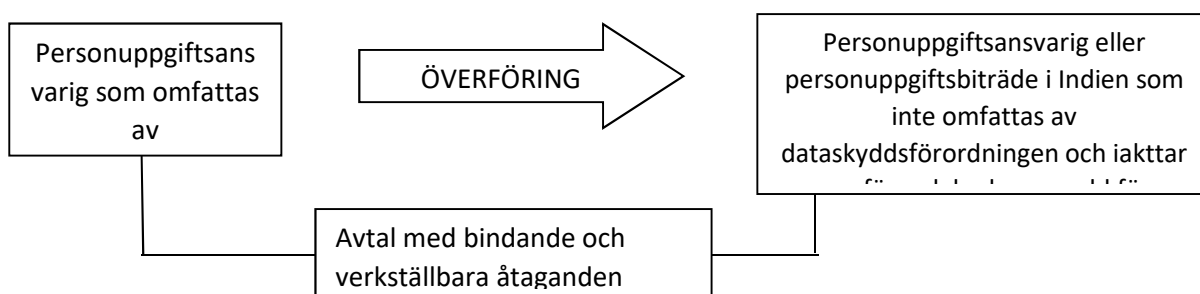 Personuppgiftsans
varig som omfattas
av
ÖVERFÖRING
Personuppgiftsansvarig eller
personuppgiftsbiträde i Indien som
inte omfattas av
dataskyddsförordningen och iakttar
Avtal med bindande och
verkställbara åtaganden